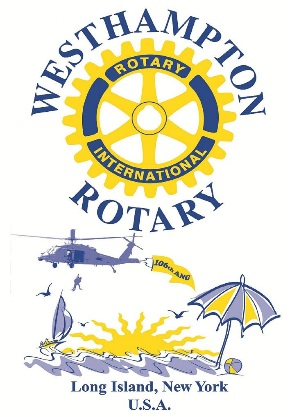 WESTHAMPTON
ROTARY
INTERNATIONAL
ROTARY
106th ANG
Long Island, New York
U.S.A.